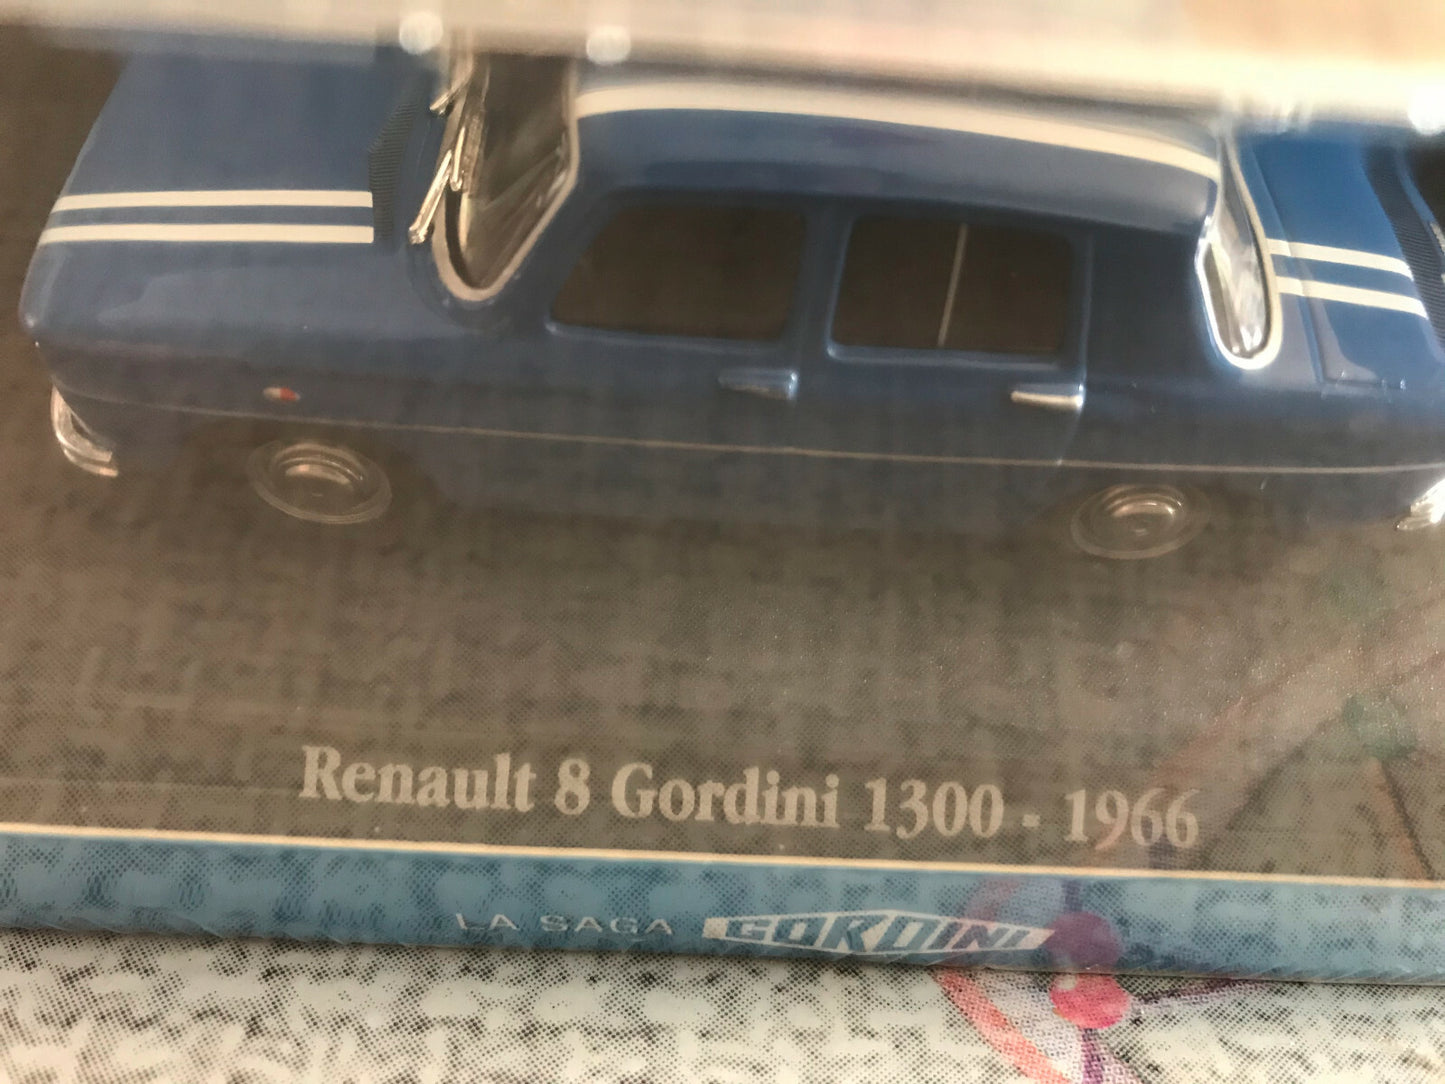 Renault 8 Gordini 1300 - 1966
LA SAGA GORDINI